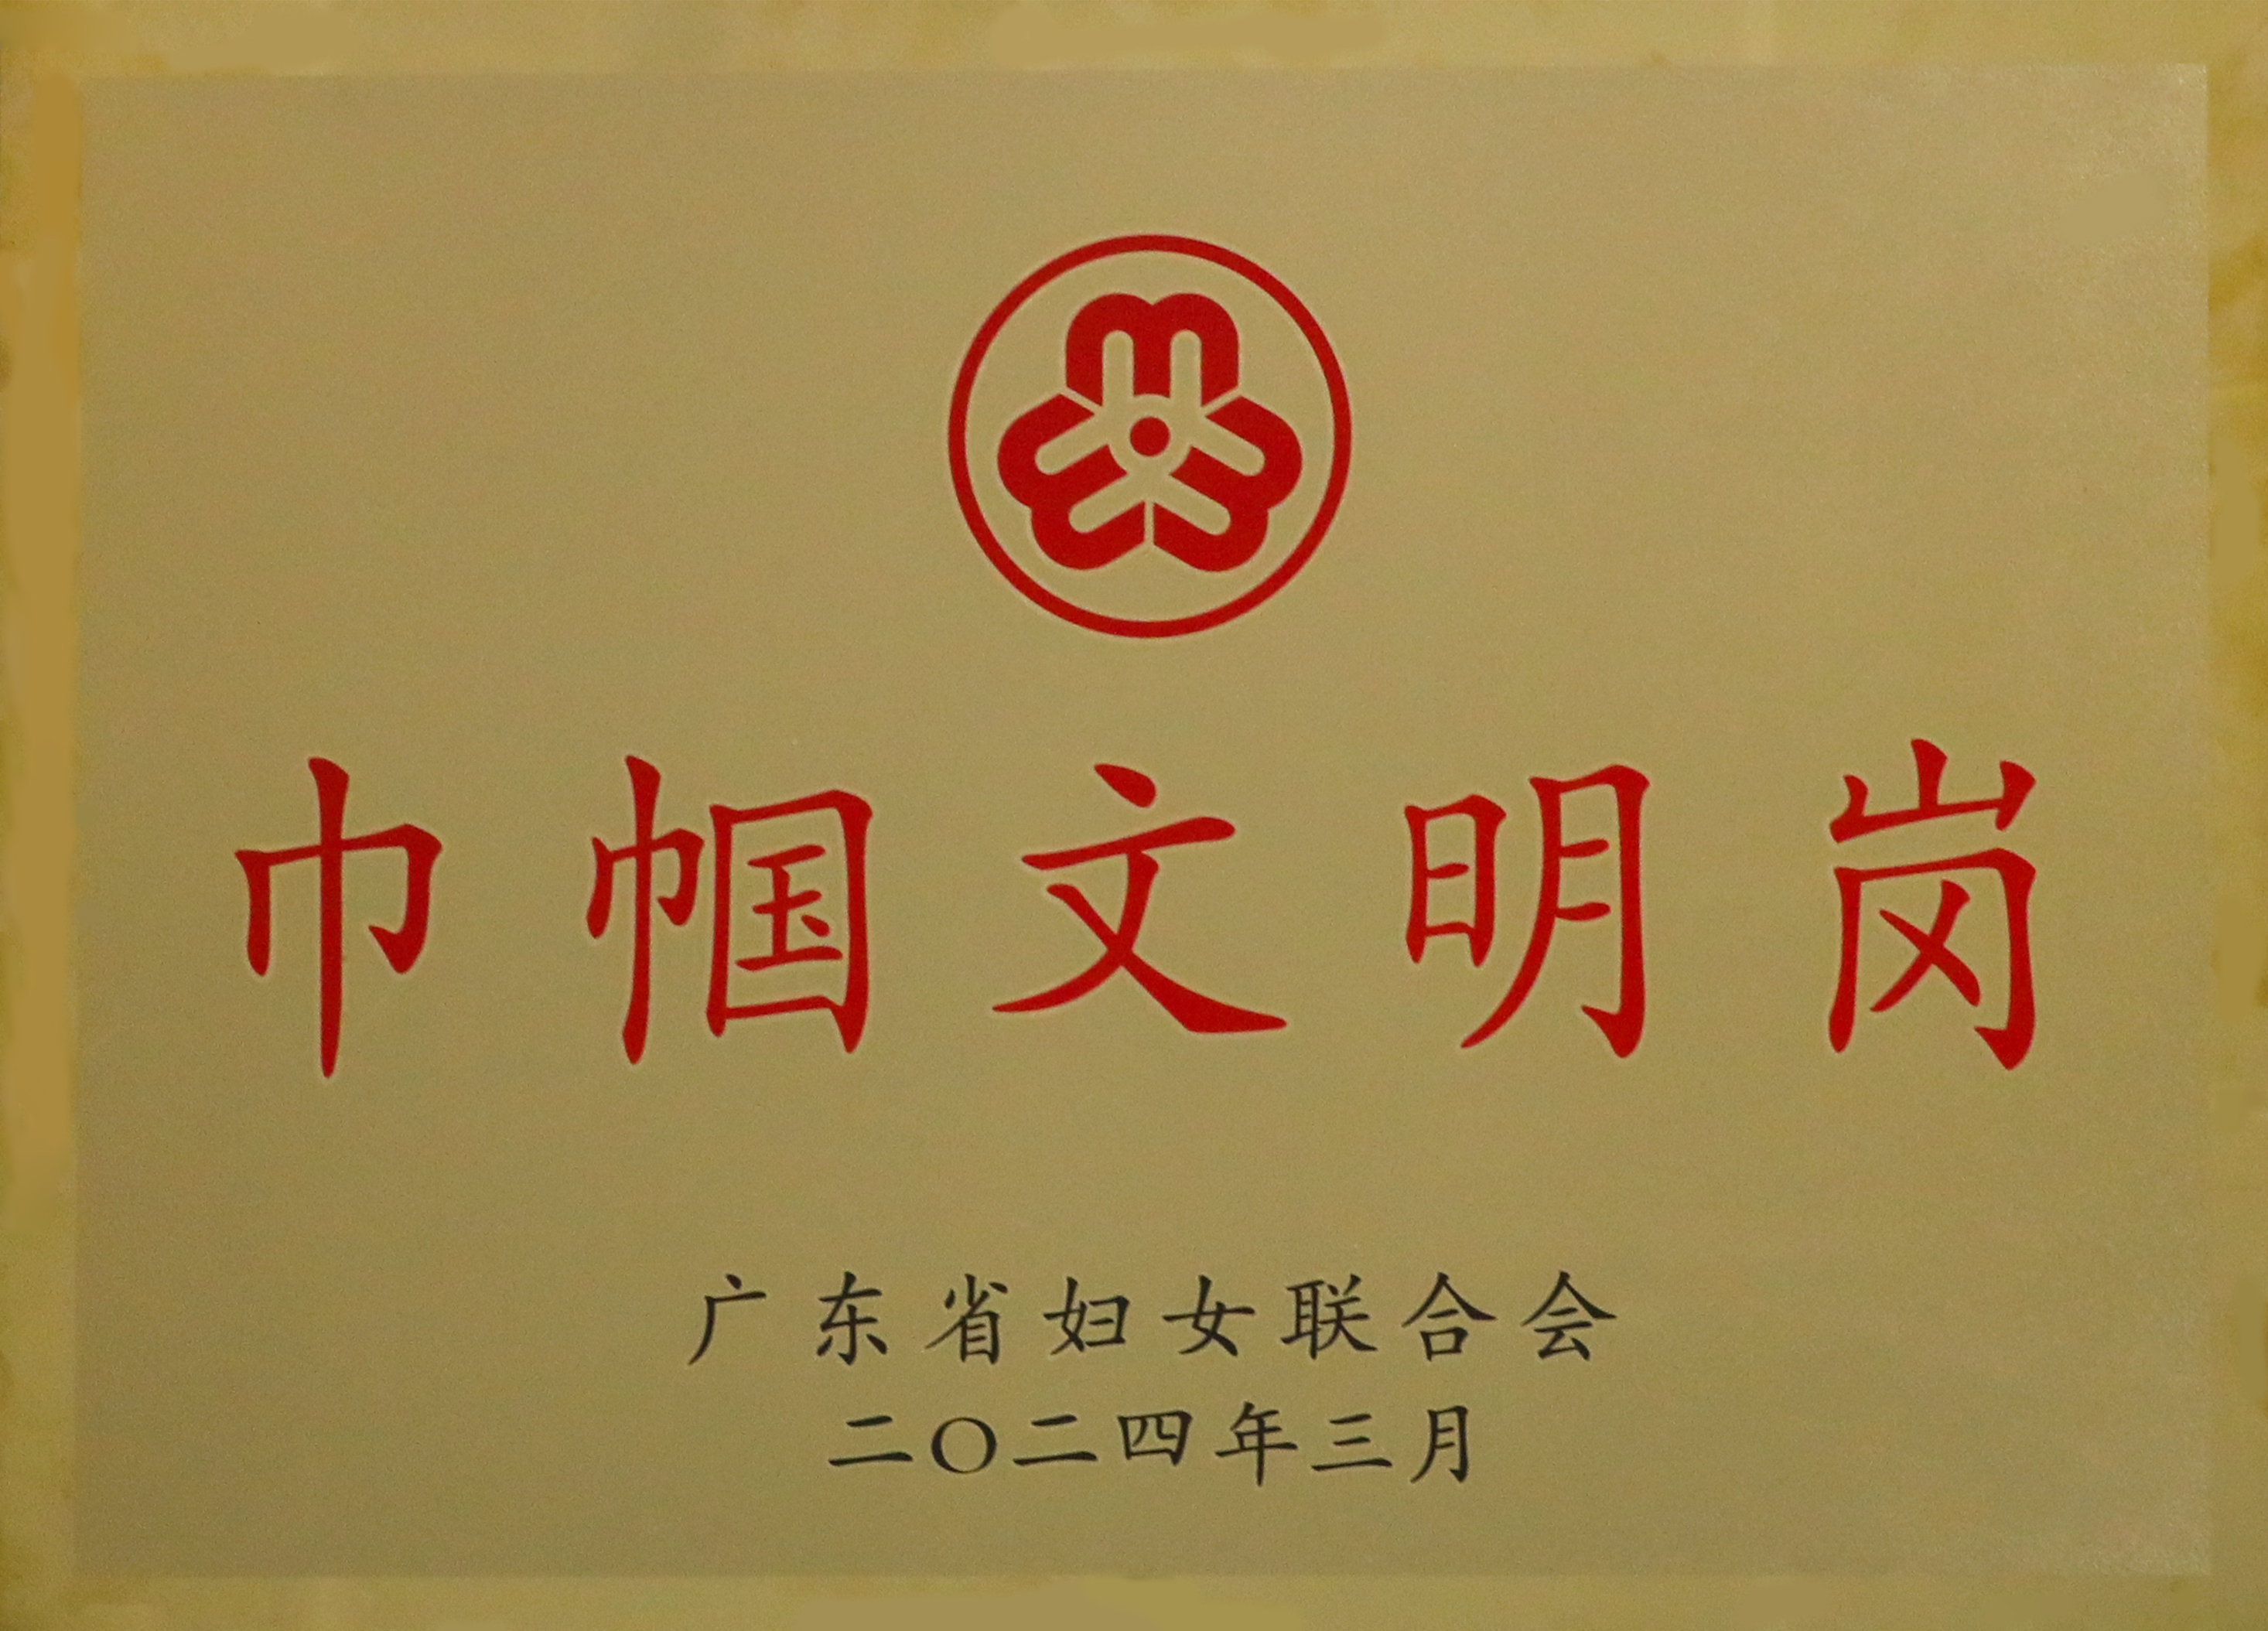 巾帼文明岗
广东省妇女联合会
二〇二四年三月